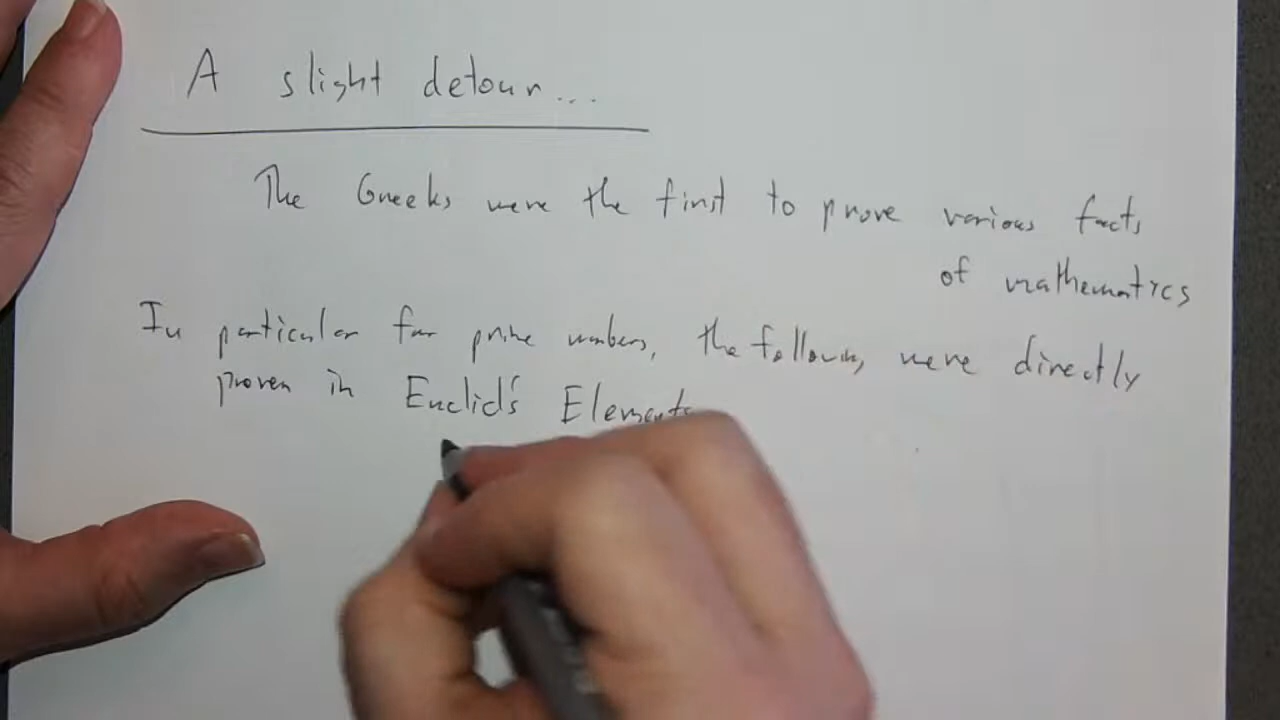 A slight detour...
The Greeks were the first to prove various facts
of mathematics
In particular for prime numbers, the following were directly
proven in Euclid's Elements